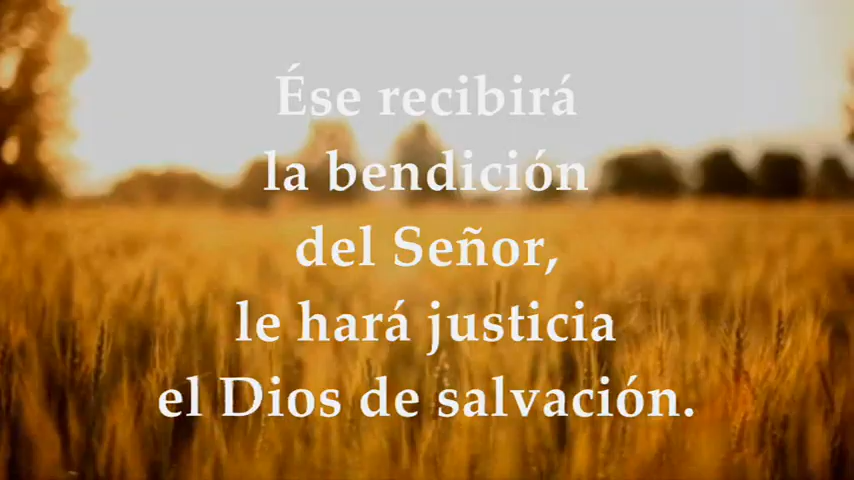 Ése recibirá
la bendición
del Señor,
le hará justicia
el Dios de salvación.